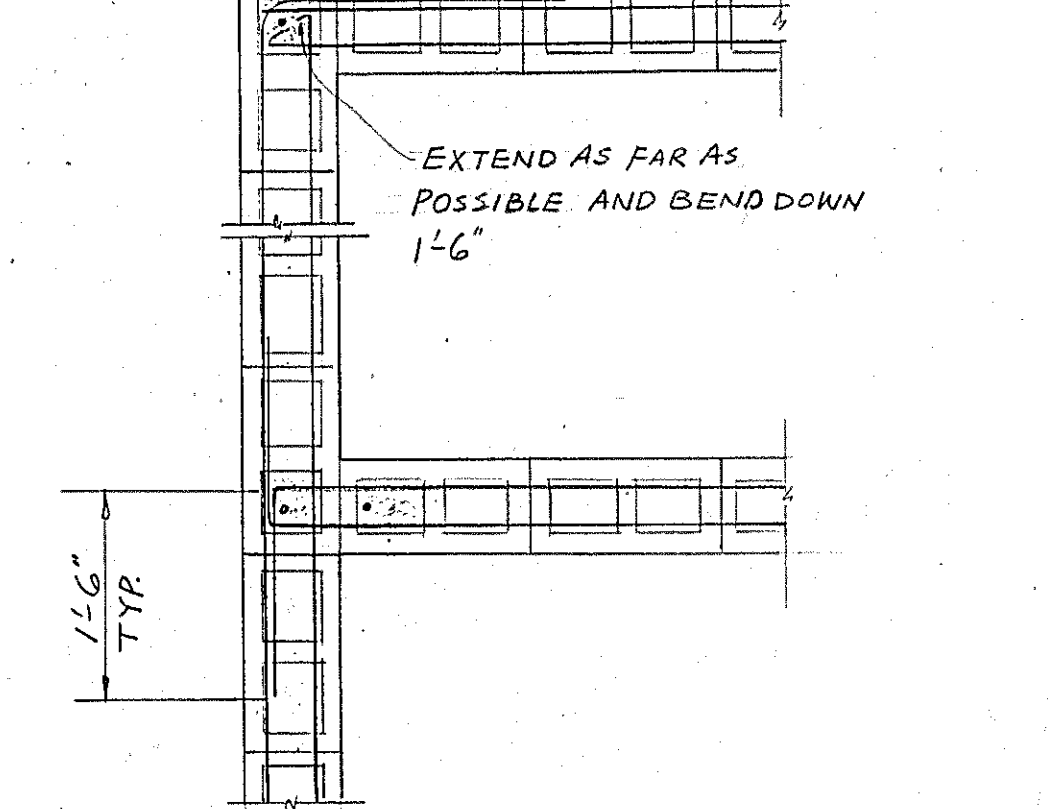 EXTEND AS FAR AS
POSSIBLE AND BEND DOWN
1'-6"
1'-6"
TYP.